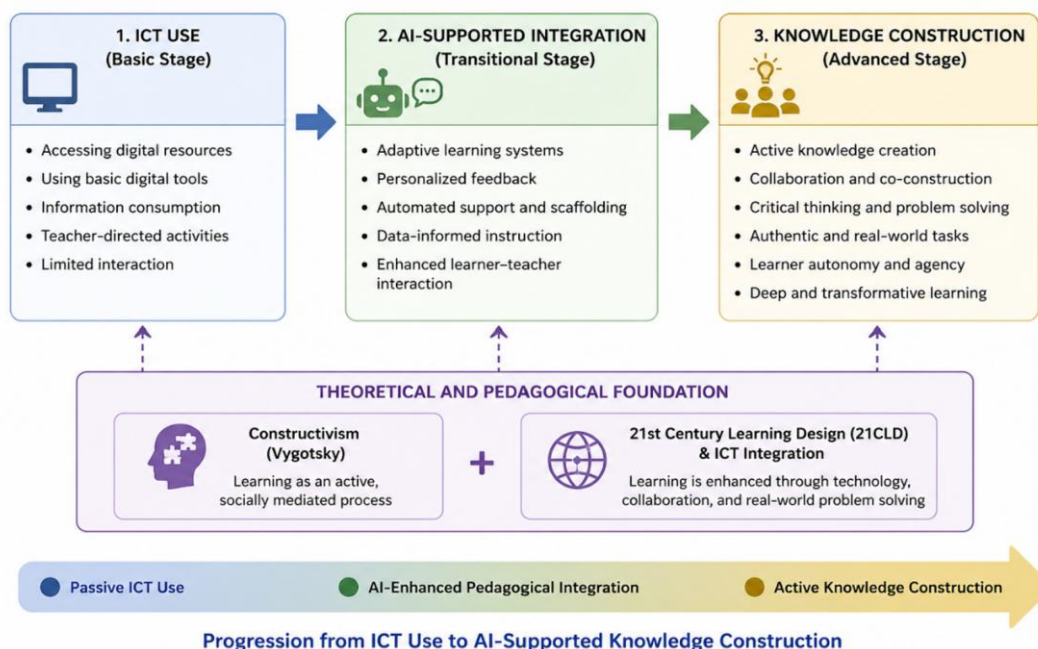 1. ICT USE
(Basic Stage)
• Accessing digital resources
• Using basic digital tools
• Information consumption
• Teacher-directed activities
• Limited interaction
2. AI-SUPPORTED INTEGRATION
(Transitional Stage)
• Adaptive learning systems
• Personalized feedback
• Automated support and scaffolding
• Data-informed instruction
• Enhanced learner–teacher
interaction
3. KNOWLEDGE CONSTRUCTION
(Advanced Stage)
• Active knowledge creation
• Collaboration and co-construction
• Critical thinking and problem solving
• Authentic and real-world tasks
• Learner autonomy and agency
• Deep and transformative learning
THEORETICAL AND PEDAGOGICAL FOUNDATION
Constructivism
(Vygotsky)
Learning as an active,
socially mediated process
+
21st Century Learning Design (21CLD)
& ICT Integration
Learning is enhanced through technology,
collaboration, and real-world problem solving
Passive ICT Use
AI-Enhanced Pedagogical Integration
Active Knowledge Construction
Progression from ICT Use to AI-Supported Knowledge Construction